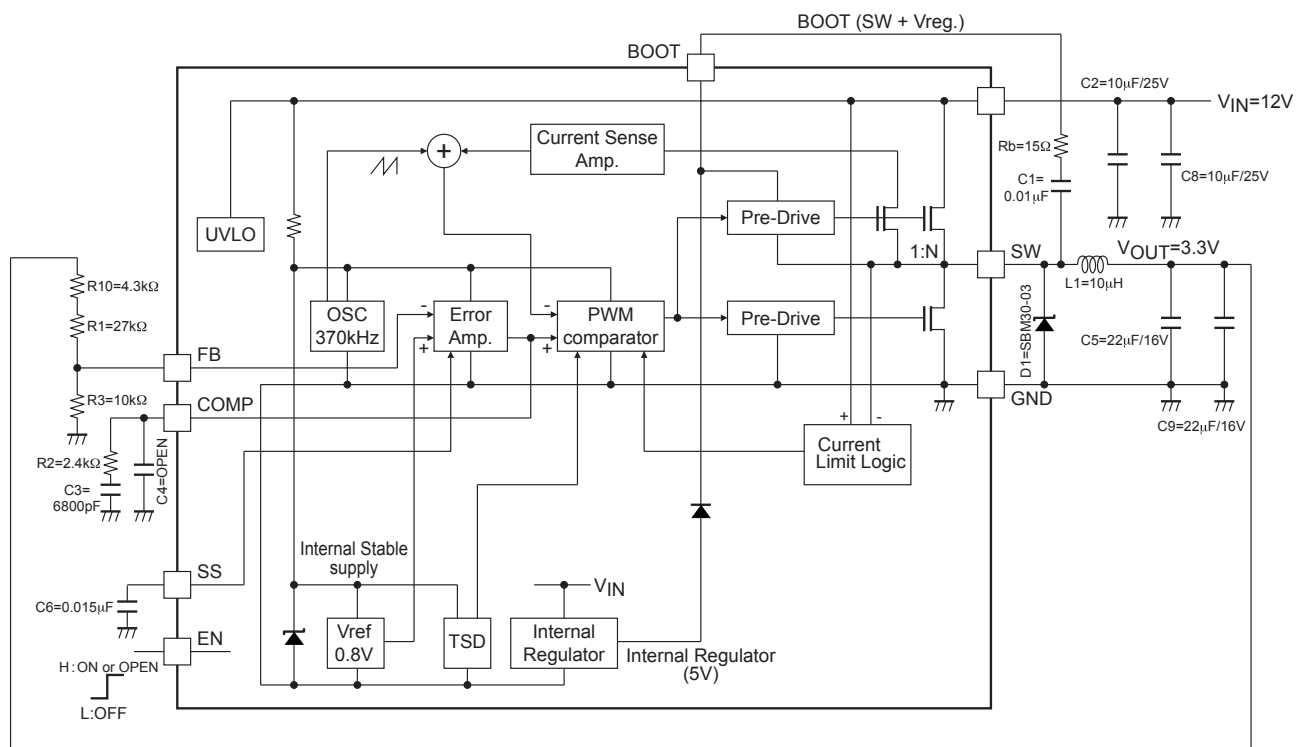 BOOT (SW + Vreg.)
BOOT
C2=10μF/25V
VIN=12V
Current Sense
Amp.
+
Rb=15Ω
C1=
0.01μF
C8=10μF/25V
UVLO
Pre-Drive
1:N
SW
VOUT=3.3V
L1=10μH
R10=4.3kΩ
R1=27kΩ
OSC
370kHz
-
Error
Amp.
+
-
PWM
comparator
+
Pre-Drive
D1=SBM30-03
C5=22μF/16V
FB
R3=10kΩ
COMP
GND
C9=22μF/16V
+ -
Current
Limit Logic
R2=2.4kΩ
C4=OPEN
C3=
6800pF
Internal Stable
supply
SS
VIN
C6=0.015μF
Vref
0.8V
TSD
Internal
Regulator
Internal Regulator
(5V)
EN
H:ON or OPEN
L:OFF